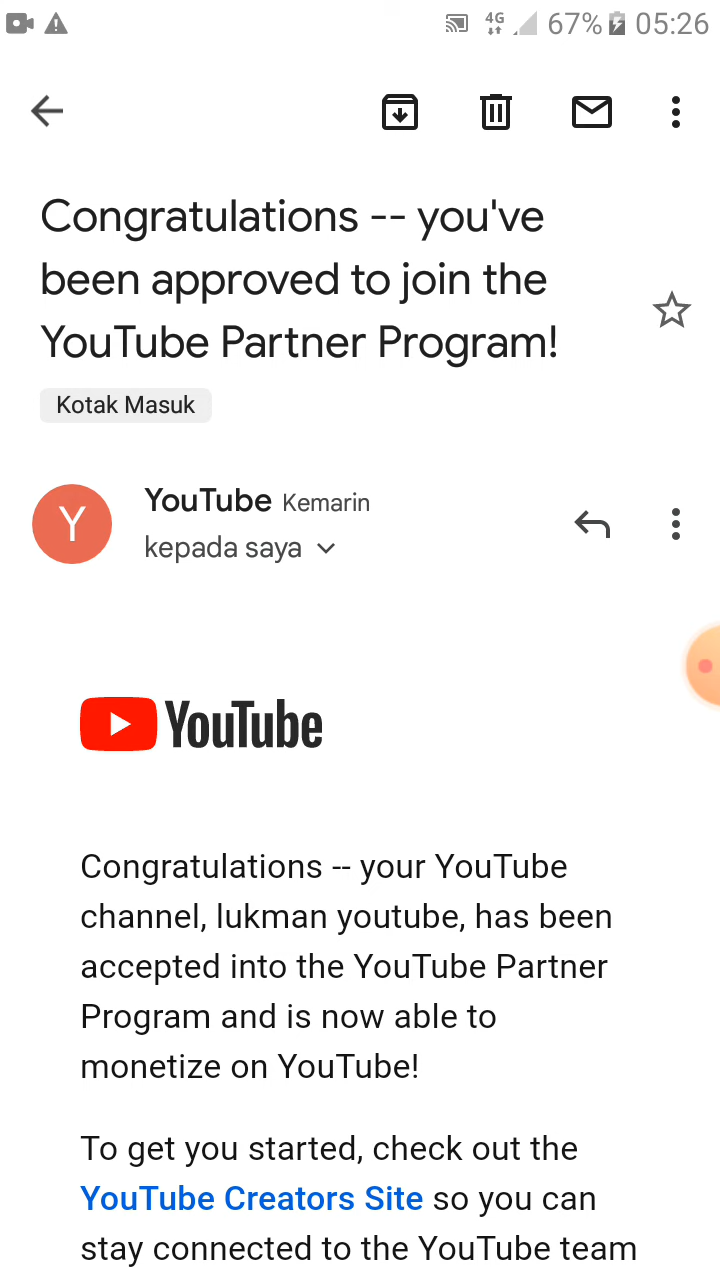 4G 67% 05:26
Congratulations -- you've
been approved to join the
YouTube Partner Program!
Kotak Masuk
Y
YouTube Kemarin
kepada saya
YouTube
Congratulations -- your YouTube
channel, lukman youtube, has been
accepted into the YouTube Partner
Program and is now able to
monetize on YouTube!
To get you started, check out the
YouTube Creators Site so you can
stay connected to the YouTube team